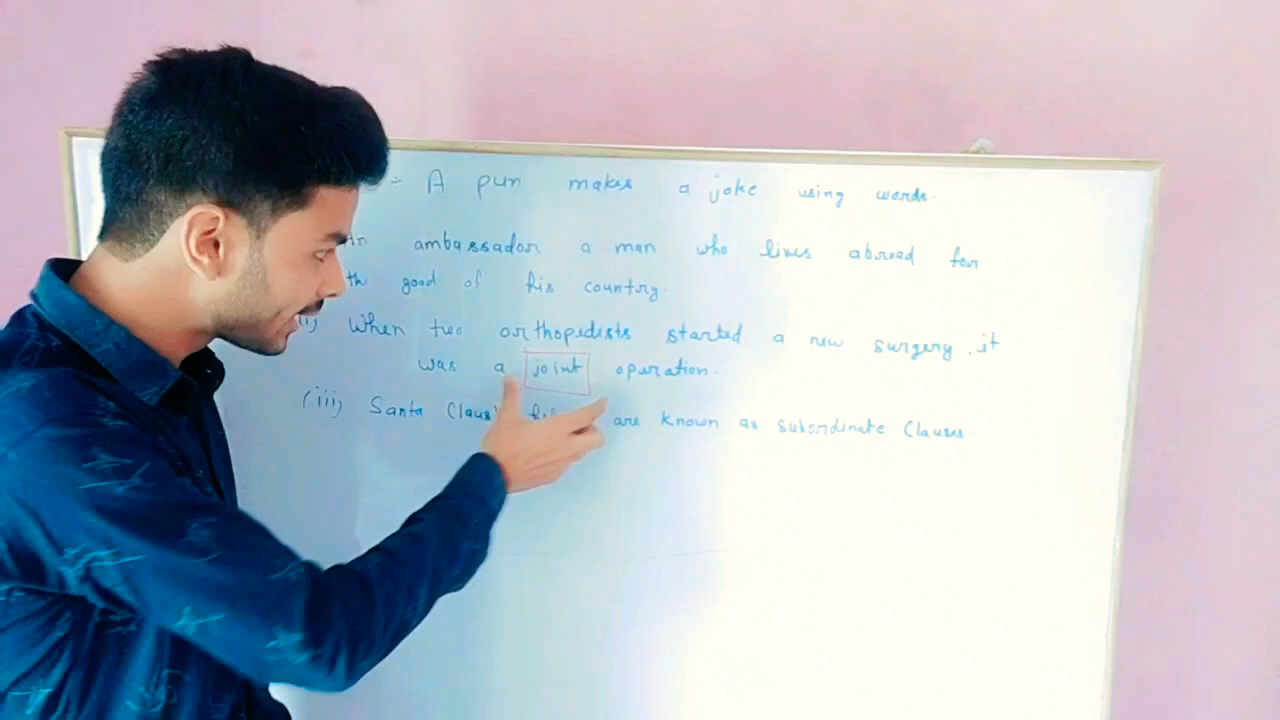 :- A pun makes a joke using words.
ambassador a man who lives abroad for
good of his country.
When two orthopedists started a new surgery, it
was a joint operation.
(iii) Santa Claus' are known as subordinate Clauses.